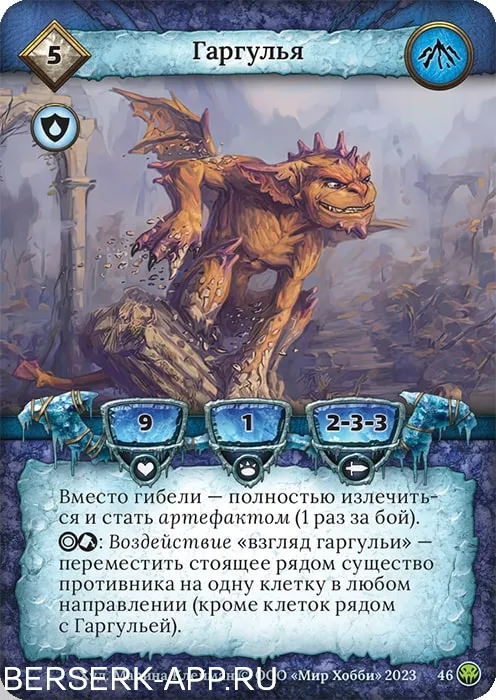 5
Гаргулья
9
1
2-3-3
Вместо гибели — полностью излечить-
ся и стать артефактом (1 раз за бой).
: Воздействие «взгляд гаргульи» —
переместить стоящее рядом существо
противника на одну клетку в любом
направлении (кроме клеток рядом
с Гаргульей).
© ООО «Мир Хобби» 2023
46
BERSERK-APP.RU